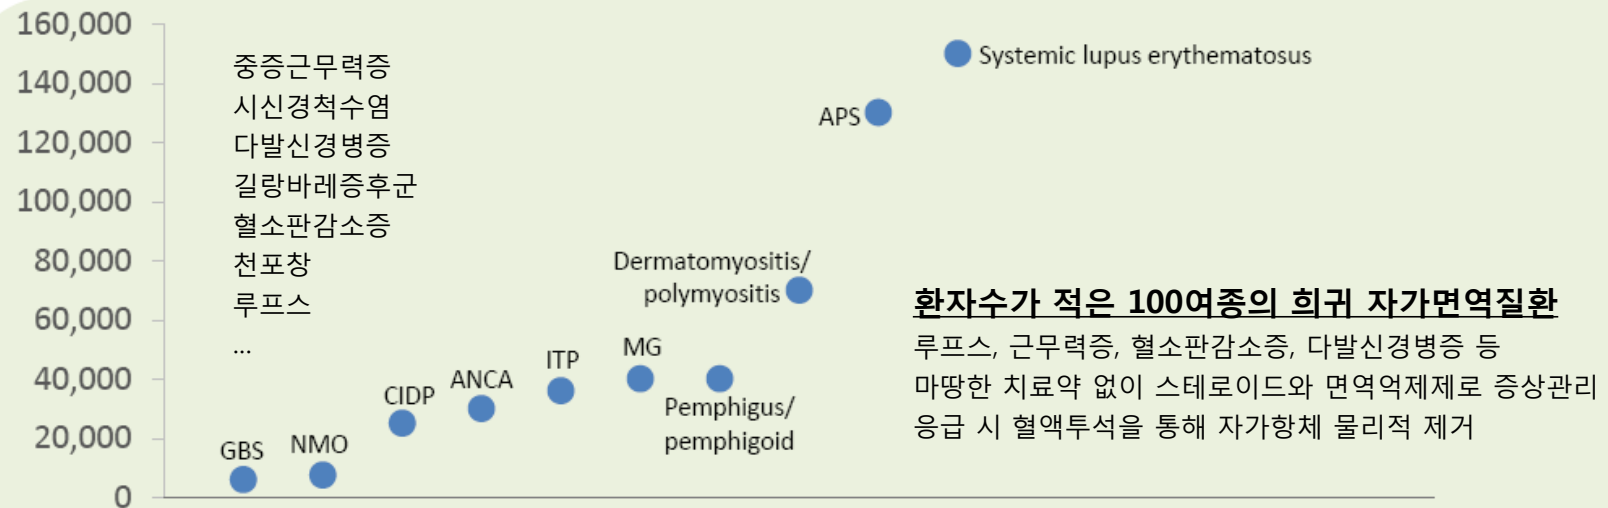 160,000
140,000
120,000
100,000
80,000
60,000
40,000
20,000
0
중증근무력증
시신경척수염
다발신경병증
길랑바레증후군
혈소판감소증
천포창
루프스
...
GBS
NMO
CIDP
ANCA
ITP
MG
Pemphigus/
pemphigoid
Dermatomyositis/
polymyositis
APS
Systemic lupus erythematosus
환자수가 적은 100여종의 희귀 자가면역질환
루프스, 근무력증, 혈소판감소증, 다발신경병증 등
마땅한 치료약 없이 스테로이드와 면역억제제로 증상관리
응급 시 혈액투석을 통해 자가항체 물리적 제거